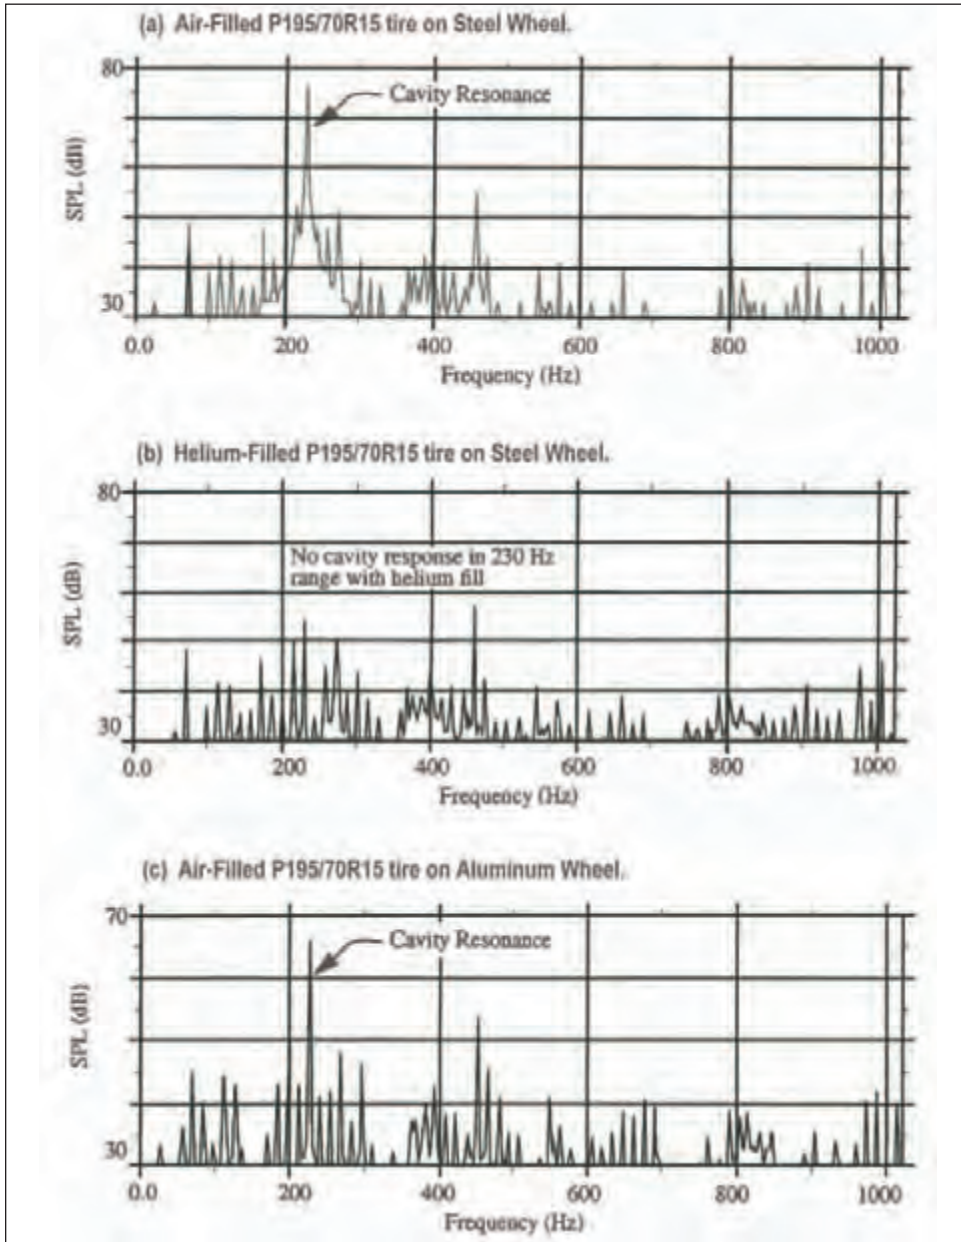 (a) Air-Filled P195/70R15 tire on Steel Wheel.
80
Cavity Resonance
SPL (dB)
30
0.0 200 400 600 800 1000
Frequency (Hz)
(b) Helium-Filled P195/70R15 tire on Steel Wheel.
80
No cavity response in 230 Hz
range with helium fill
SPL (dB)
30
0.0 200 400 600 800 1000
Frequency (Hz)
(c) Air-Filled P195/70R15 tire on Aluminum Wheel.
70
Cavity Resonance
SPL (dB)
30
0.0 200 400 600 800 1000
Frequency (Hz)